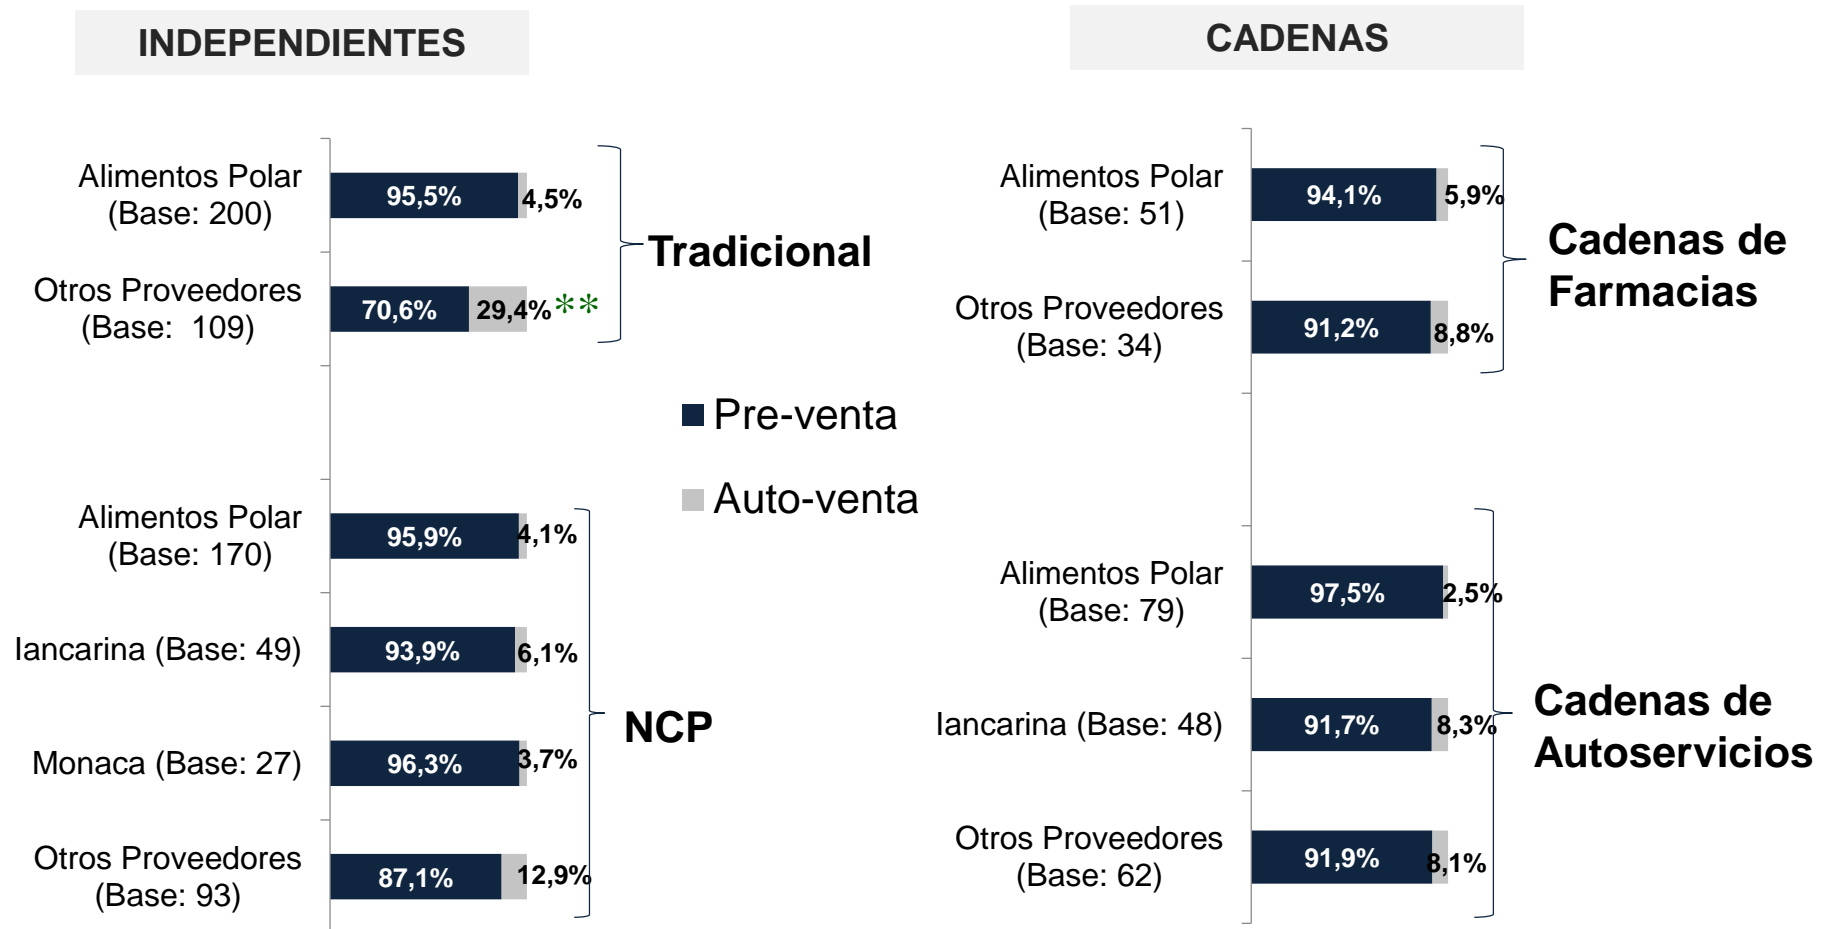 INDEPENDIENTES
Alimentos Polar
(Base: 200)
95,5%
4,5%
Otros Proveedores
(Base:  109)
70,6%
29,4%
**
Tradicional
Pre-venta
Auto-venta
Alimentos Polar
(Base: 170)
95,9%
4,1%
Iancarina (Base: 49)
93,9%
6,1%
Monaca (Base: 27)
96,3%
3,7%
Otros Proveedores
(Base: 93)
87,1%
12,9%
NCP
CADENAS
Alimentos Polar
(Base: 51)
94,1%
5,9%
Otros Proveedores
(Base: 34)
91,2%
8,8%
Cadenas de
Farmacias
Alimentos Polar
(Base: 79)
97,5%
2,5%
Iancarina (Base: 48)
91,7%
8,3%
Otros Proveedores
(Base: 62)
91,9%
8,1%
Cadenas de
Autoservicios